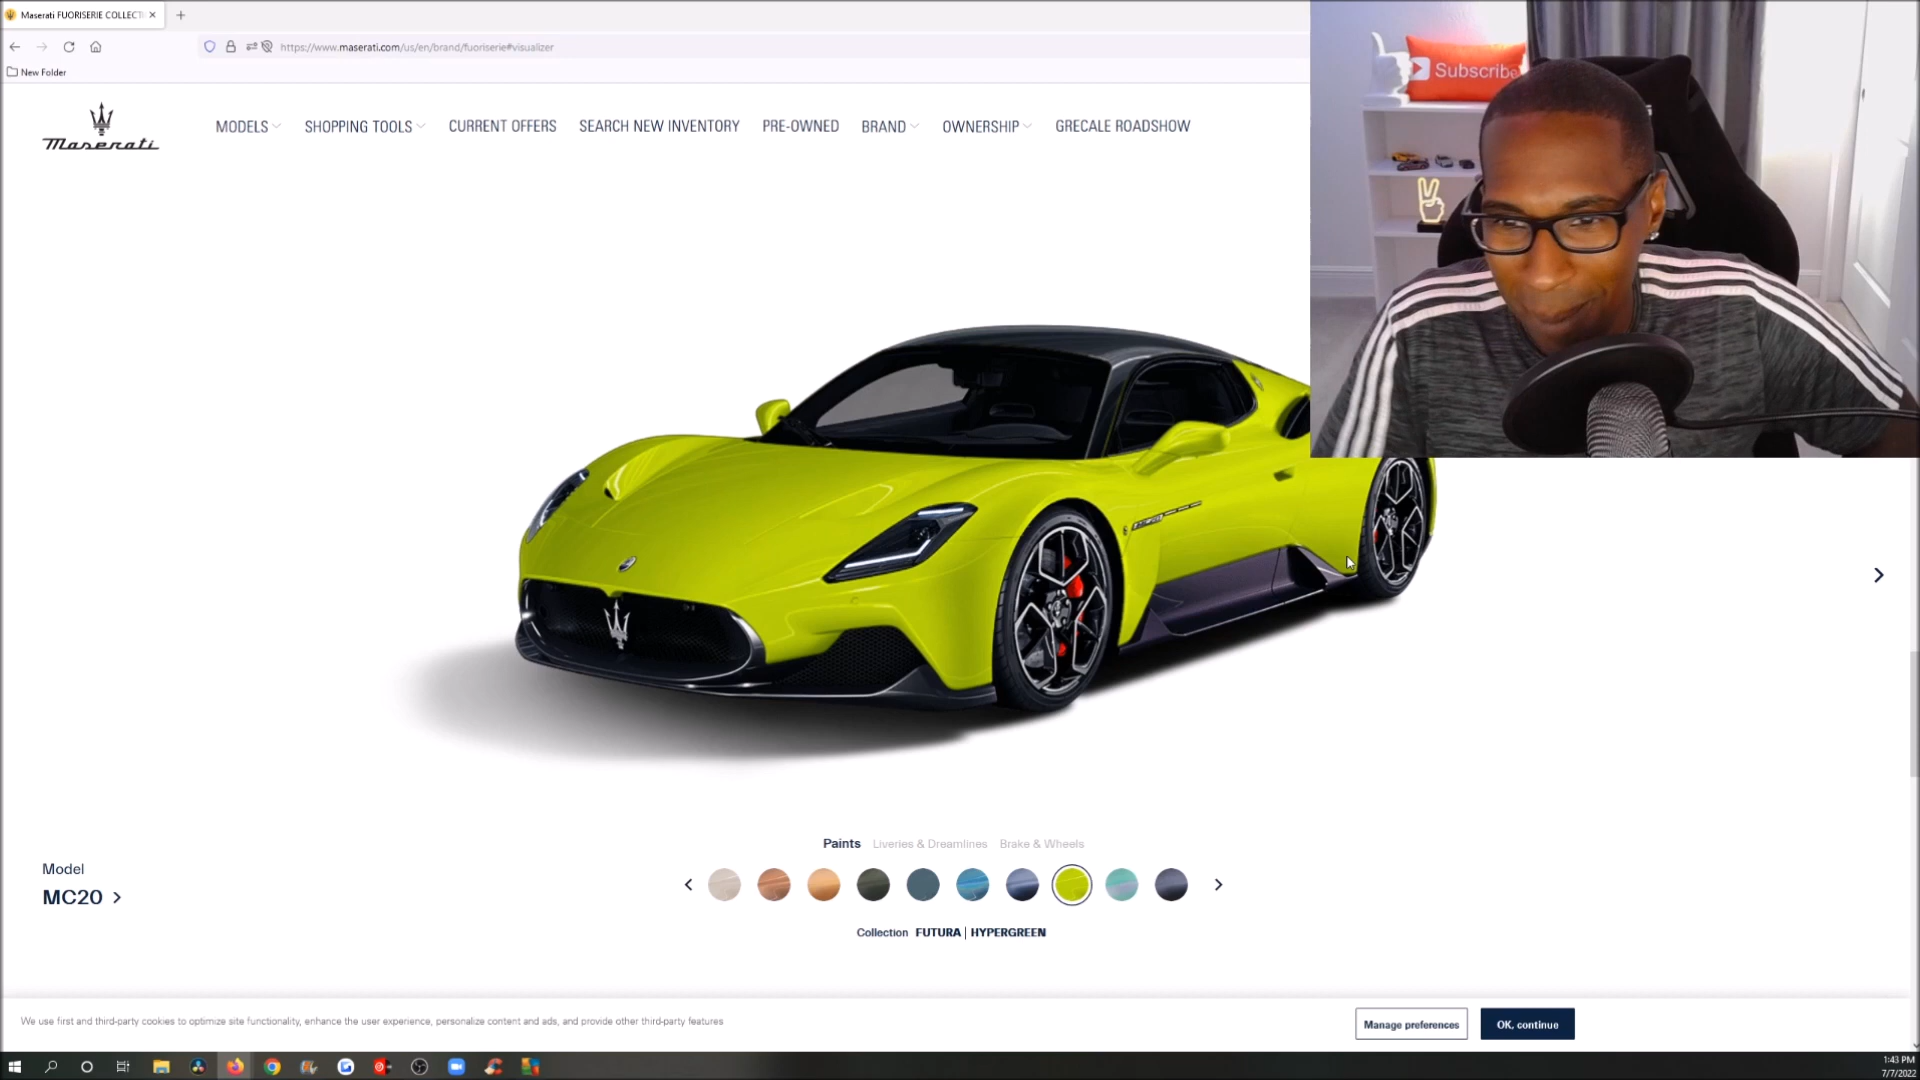 Maserati FUORISERIE COLLECTI
https://www.maserati.com/us/en/brand/fuoriserie#visualizer
New Folder
Subscribe
Maserati
MODELS
SHOPPING TOOLS
CURRENT OFFERS
SEARCH NEW INVENTORY
PRE-OWNED
BRAND
OWNERSHIP
GRECALE ROADSHOW
Paints
Liveries & Dreamlines
Brake & Wheels
Model
MC20
Collection FUTURA | HYPERGREEN
We use first and third-party cookies to optimize site functionality, enhance the user experience, personalize content and ads, and provide other third-party features
Manage preferences
OK, continue
1:43 PM
7/7/2022